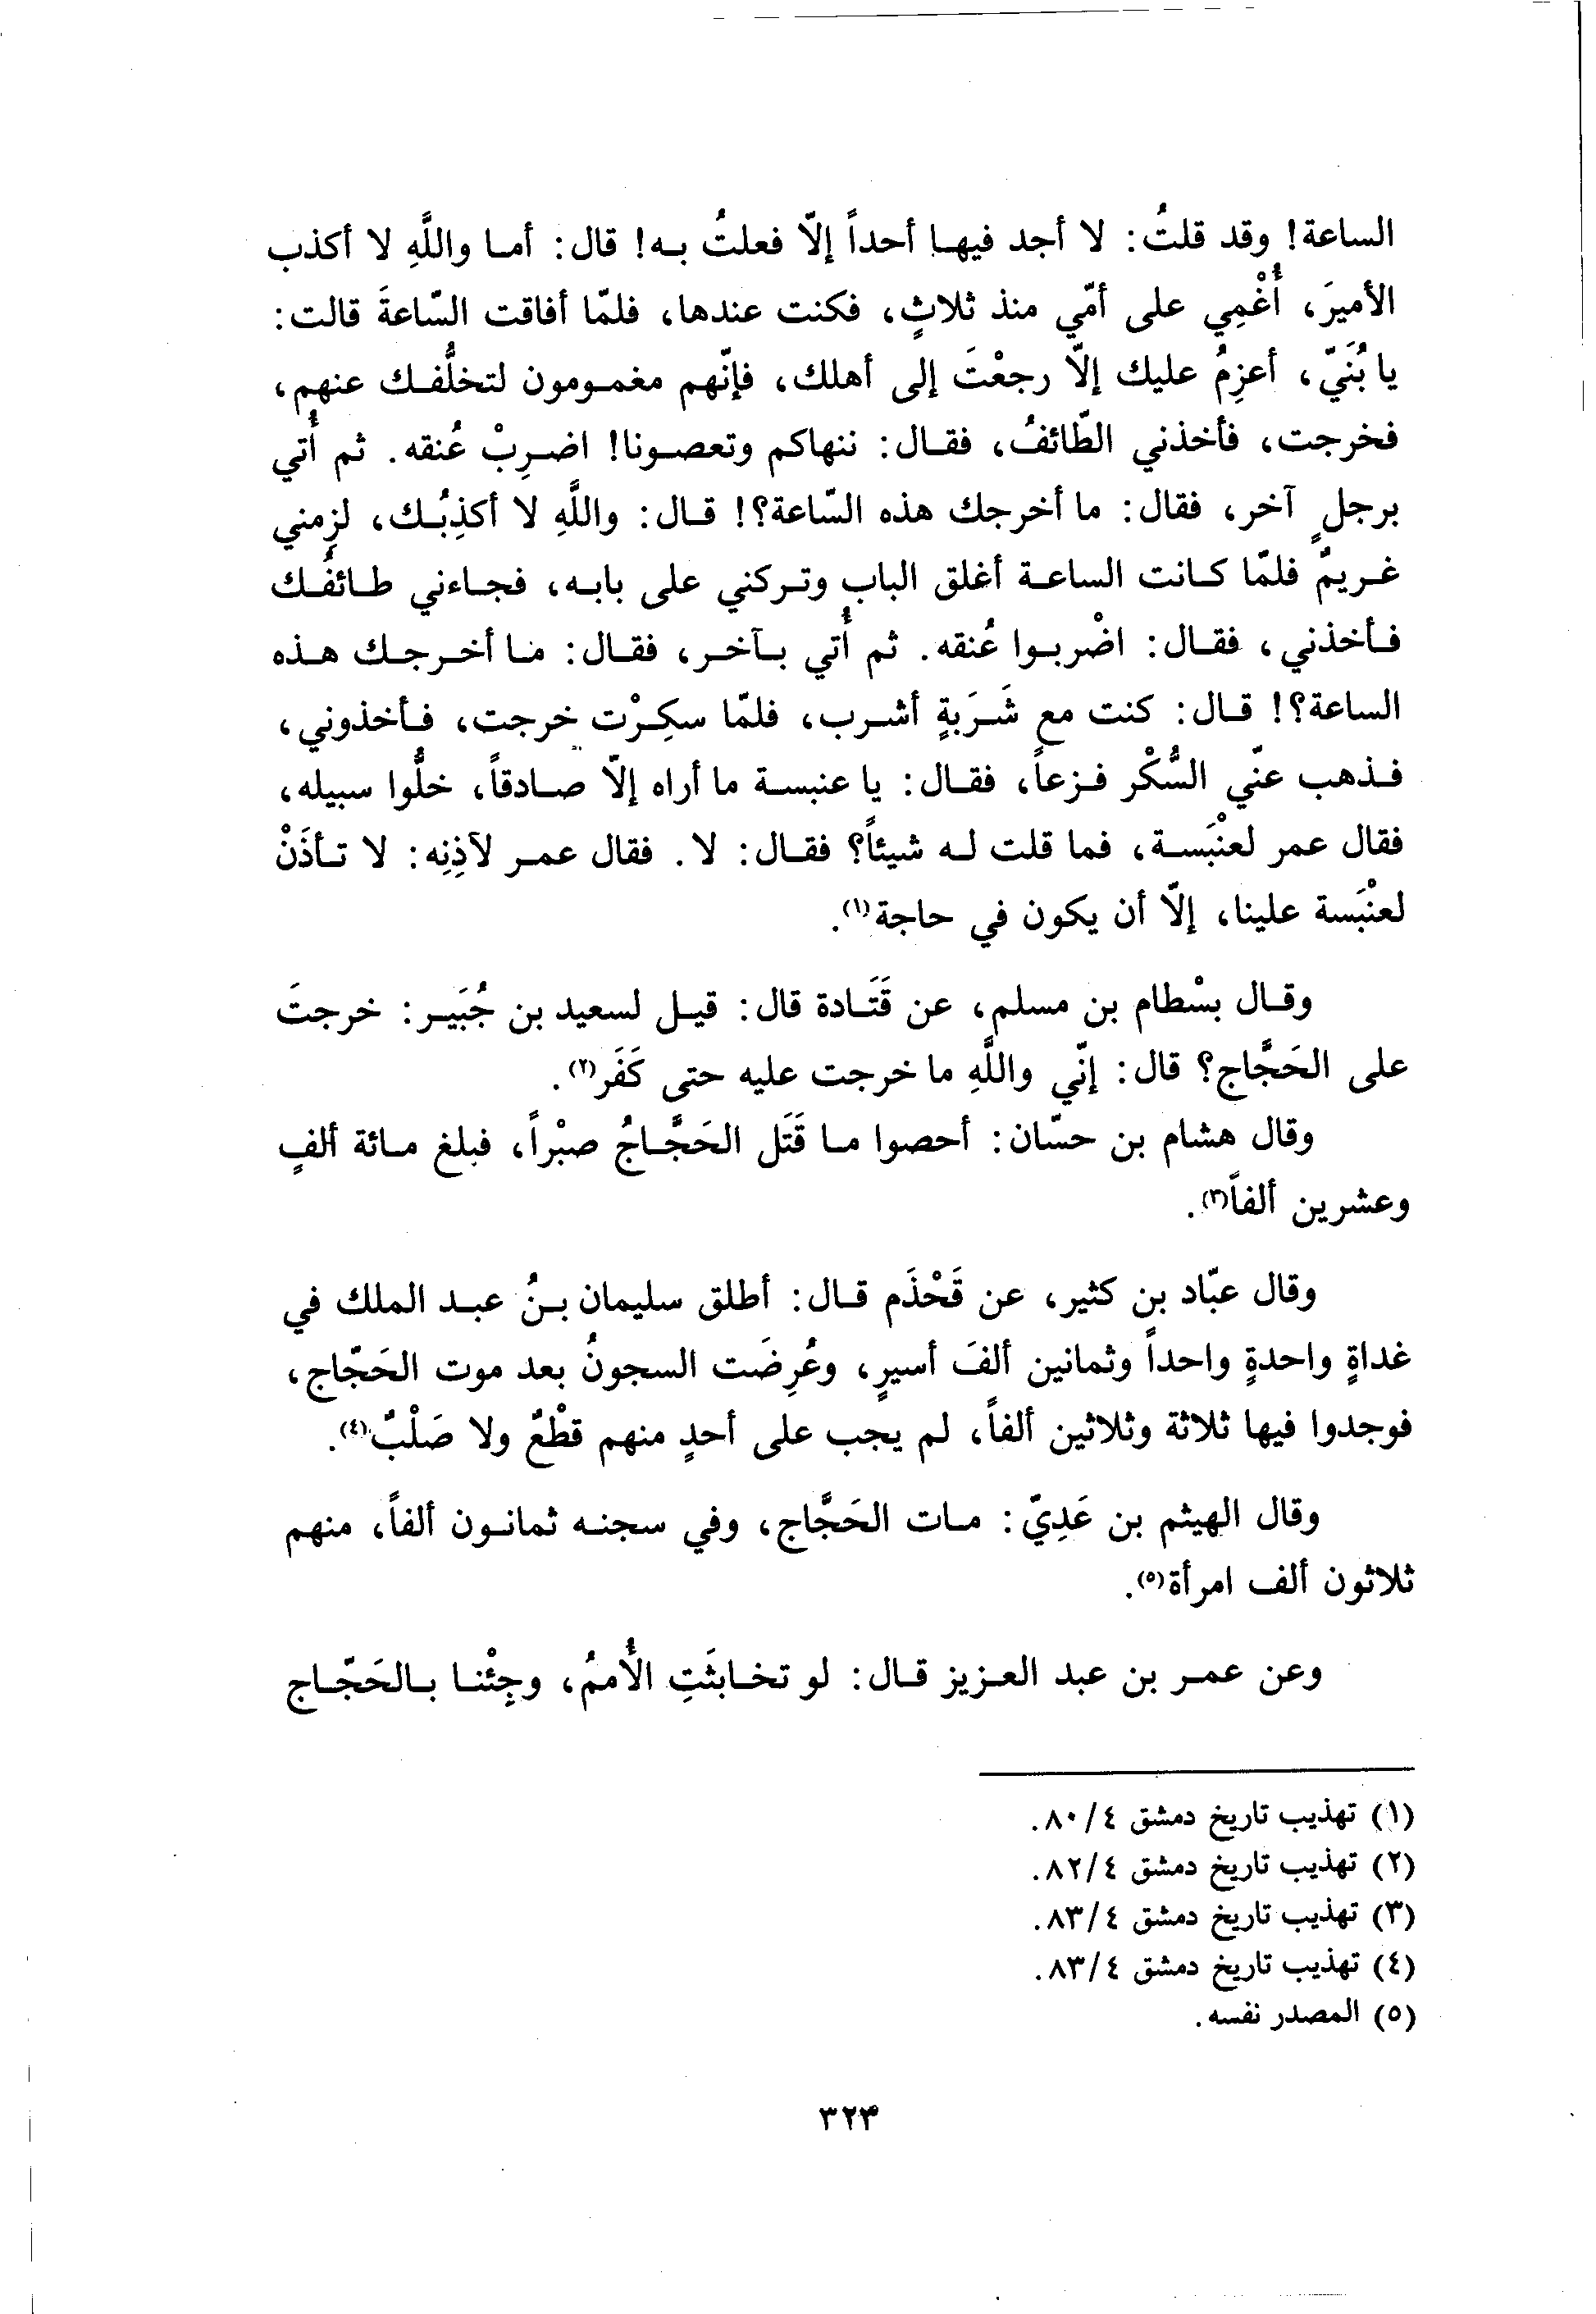 الساعة! وقد قلتُ: لا أجد فيها أحداً إلّا فعلتُ به! قال: أما واللَّهِ لا أكذب
الأميرَ، أُغْمِي على أمّي منذ ثلاثٍ، فكنت عندها، فلمّا أفاقت السّاعةَ قالت:
يا بُنَيّ، أعزِمُ عليك إلّا رجعْتَ إلى أهلك، فإنّهم مغمومون لتخلُّفك عنهم،
فخرجت، فأخذني الطّائفُ، فقال: ننهاكم وتعصونا! اضرِبْ عُنقه. ثم أُتي
برجلٍ آخر، فقال: ما أخرجك هذه السّاعة؟! قال: واللَّهِ لا أكذِبُك، لزِمني
غريمٌ فلمّا كانت الساعة أغلق الباب وتركني على بابه، فجاءني طائفُك
فأخذني، فقال: اضْربوا عُنقه. ثم أُتي بآخر، فقال: ما أخرجك هذه
الساعة؟! قال: كنت مع شَرَبةٍ أشرب، فلمّا سكِرْت خرجت، فأخذوني،
فذهب عنّي السُّكْر فزعاً، فقال: يا عنبسة ما أراه إلّا صادقاً، خلُّوا سبيله،
فقال عمر لعنْبَسة، فما قلت له شيئاً؟ فقال: لا. فقال عمر لآذِنِه: لا تأذَنْ
لعنْبَسة علينا، إلّا أن يكون في حاجة(١).
وقال بسْطام بن مسلم، عن قَتَادة قال: قيل لسعيد بن جُبَير: خرجتَ
على الحَجَّاج؟ قال: إنّي واللَّهِ ما خرجت عليه حتى كَفَر(٢).
وقال هشام بن حسّان: أحصوا ما قَتَل الحَجَّاجُ صبْراً، فبلغ مائة ألفٍ
وعشرين ألفاً(٣).
وقال عبّاد بن كثير، عن قَحْذَم قال: أطلق سليمان بنُ عبد الملك في
غداةٍ واحدةٍ واحداً وثمانين ألفَ أسيرٍ، وعُرِضَت السجونُ بعد موت الحَجّاج،
فوجدوا فيها ثلاثة وثلاثين ألفاً، لم يجب على أحدٍ منهم قطْعٌ ولا صَلْبٌ(٤).
وقال الهيثم بن عَدِيّ: مات الحَجَّاج، وفي سجنه ثمانون ألفاً، منهم
ثلاثون ألف امرأة(٥).
وعن عمر بن عبد العزيز قال: لو تخابثَتِ الأُممُ، وجِئْنا بالحَجّاج
(١) تهذيب تاريخ دمشق ٤/ ٨٠.
(٢) تهذيب تاريخ دمشق ٤/ ٨٢.
(٣) تهذيب تاريخ دمشق ٤/ ٨٣.
(٤) تهذيب تاريخ دمشق ٤/ ٨٣.
(٥) المصدر نفسه.
٣٢٣